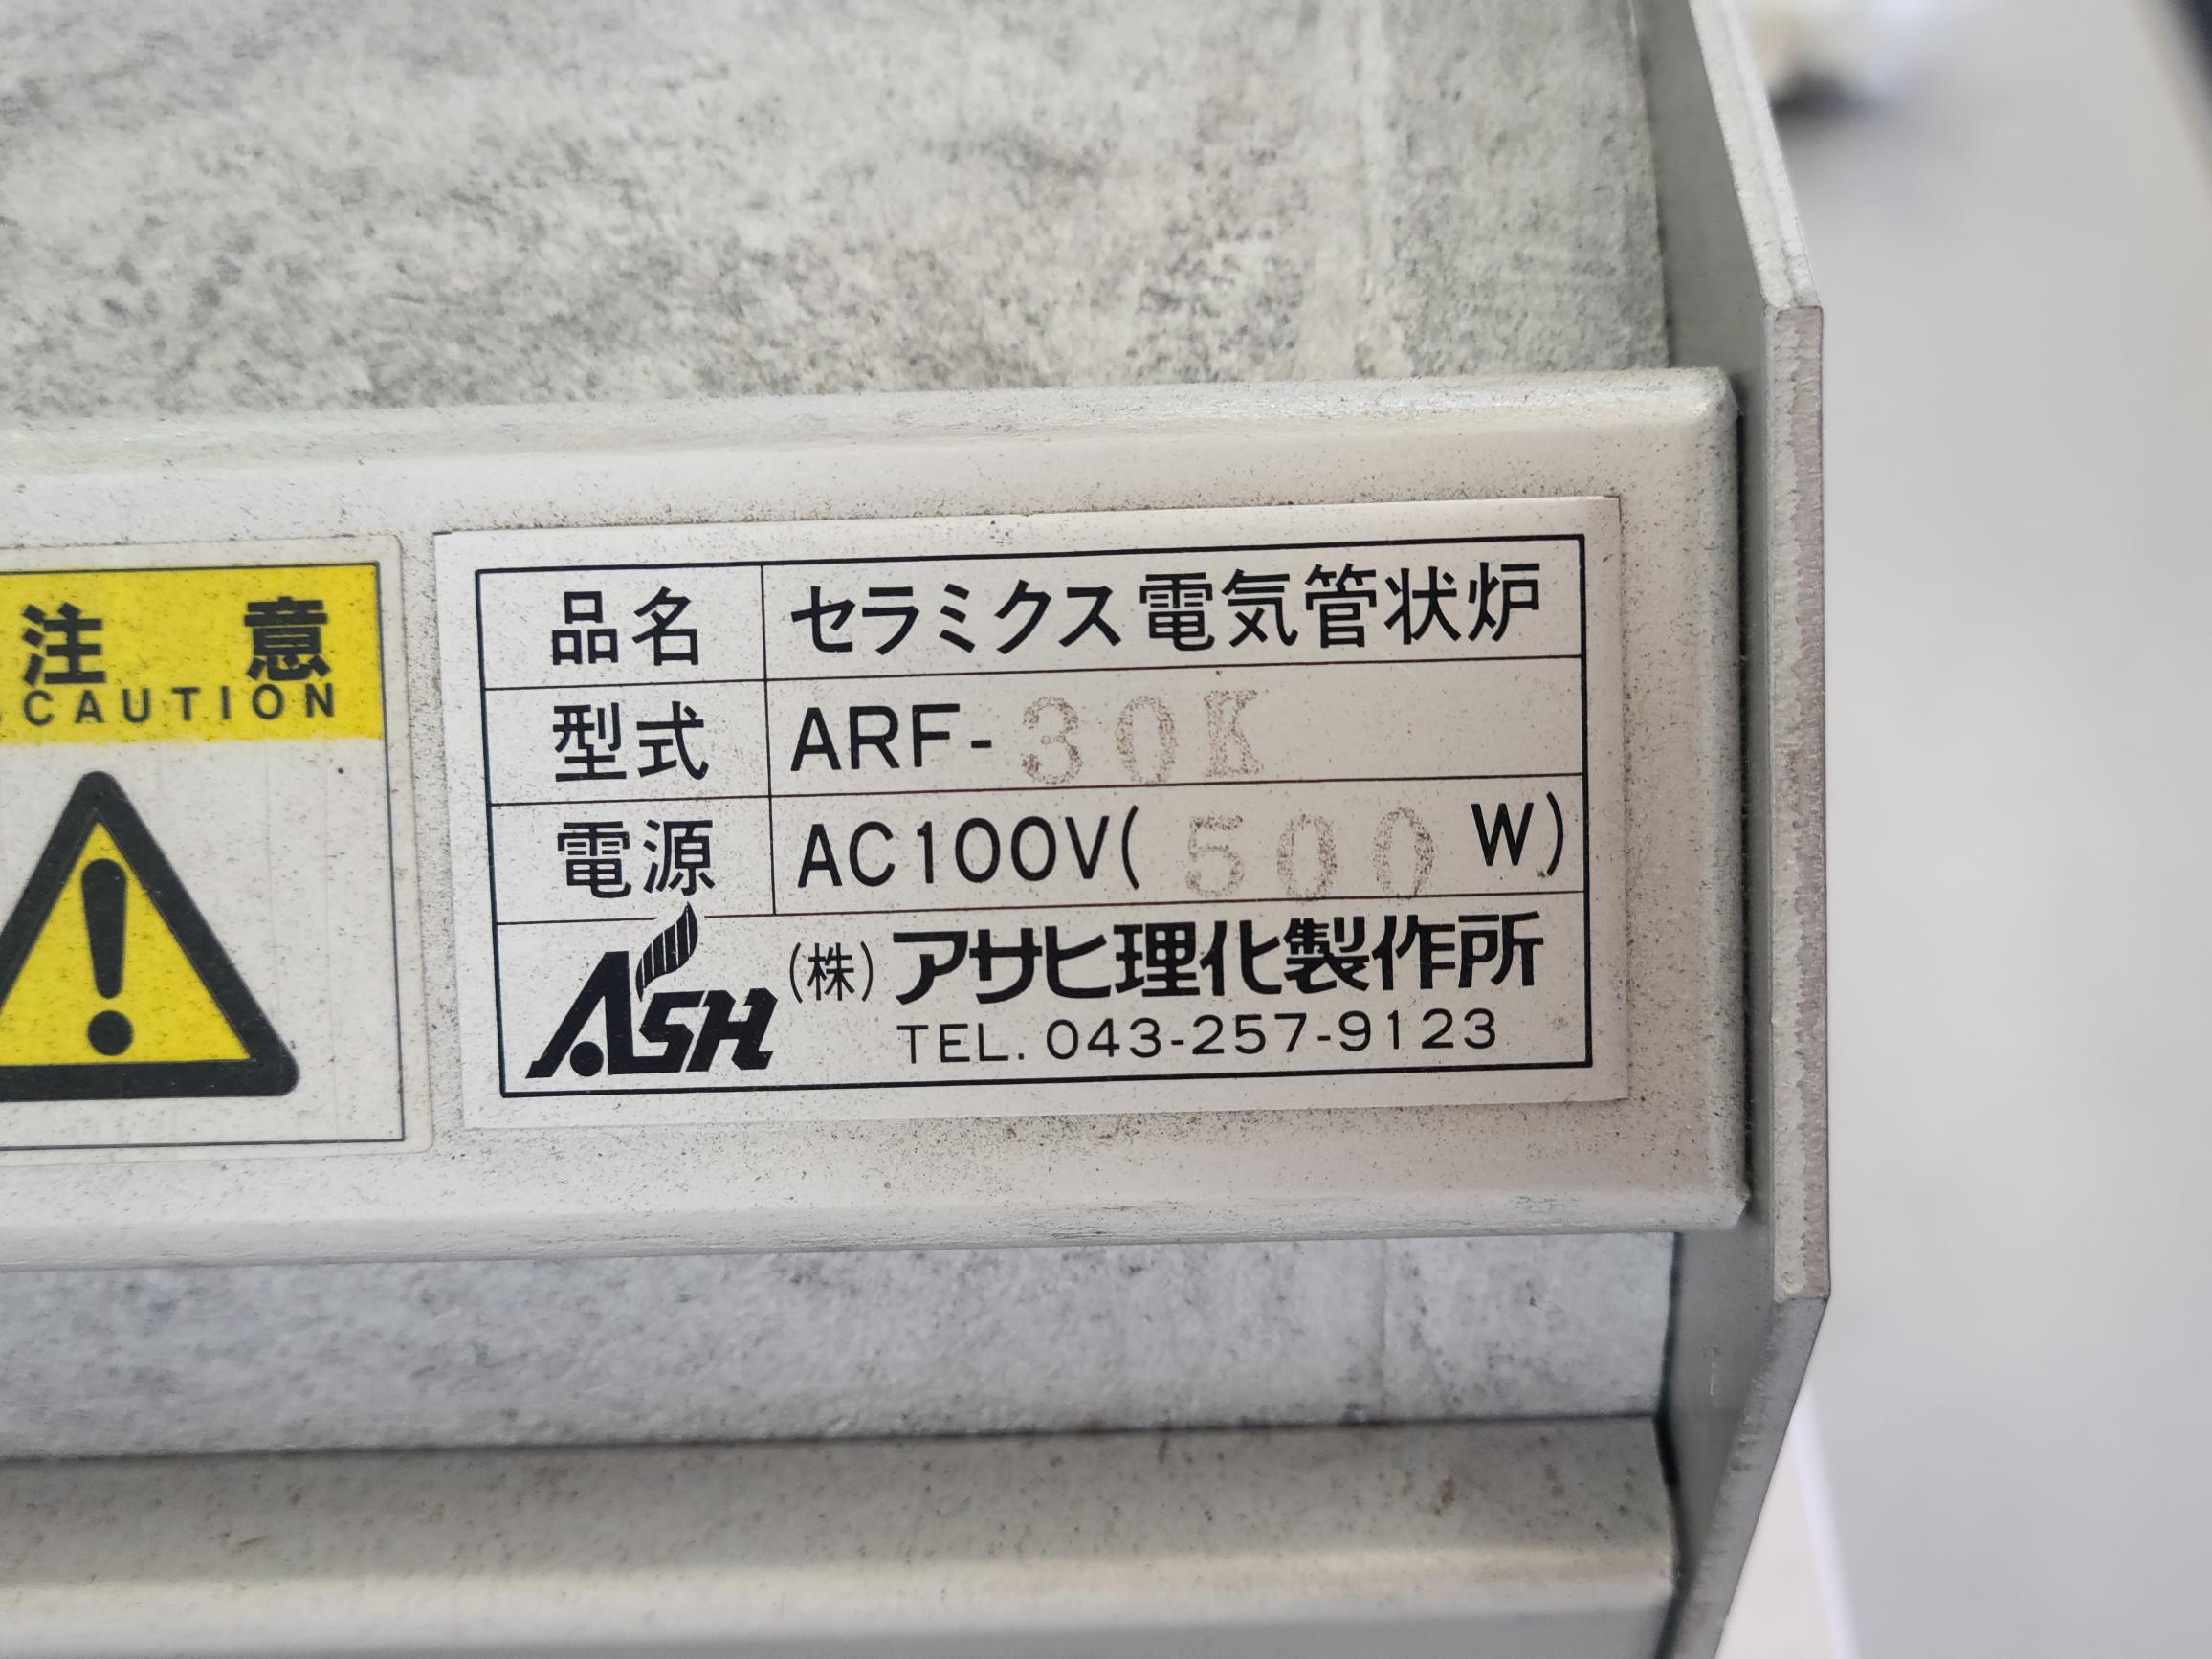 注意
CAUTION
品名 セラミクス電気管状炉
型式 ARF-30K
電源 AC100V(500W)
ASH (株)アサヒ理化製作所
TEL. 043-257-9123